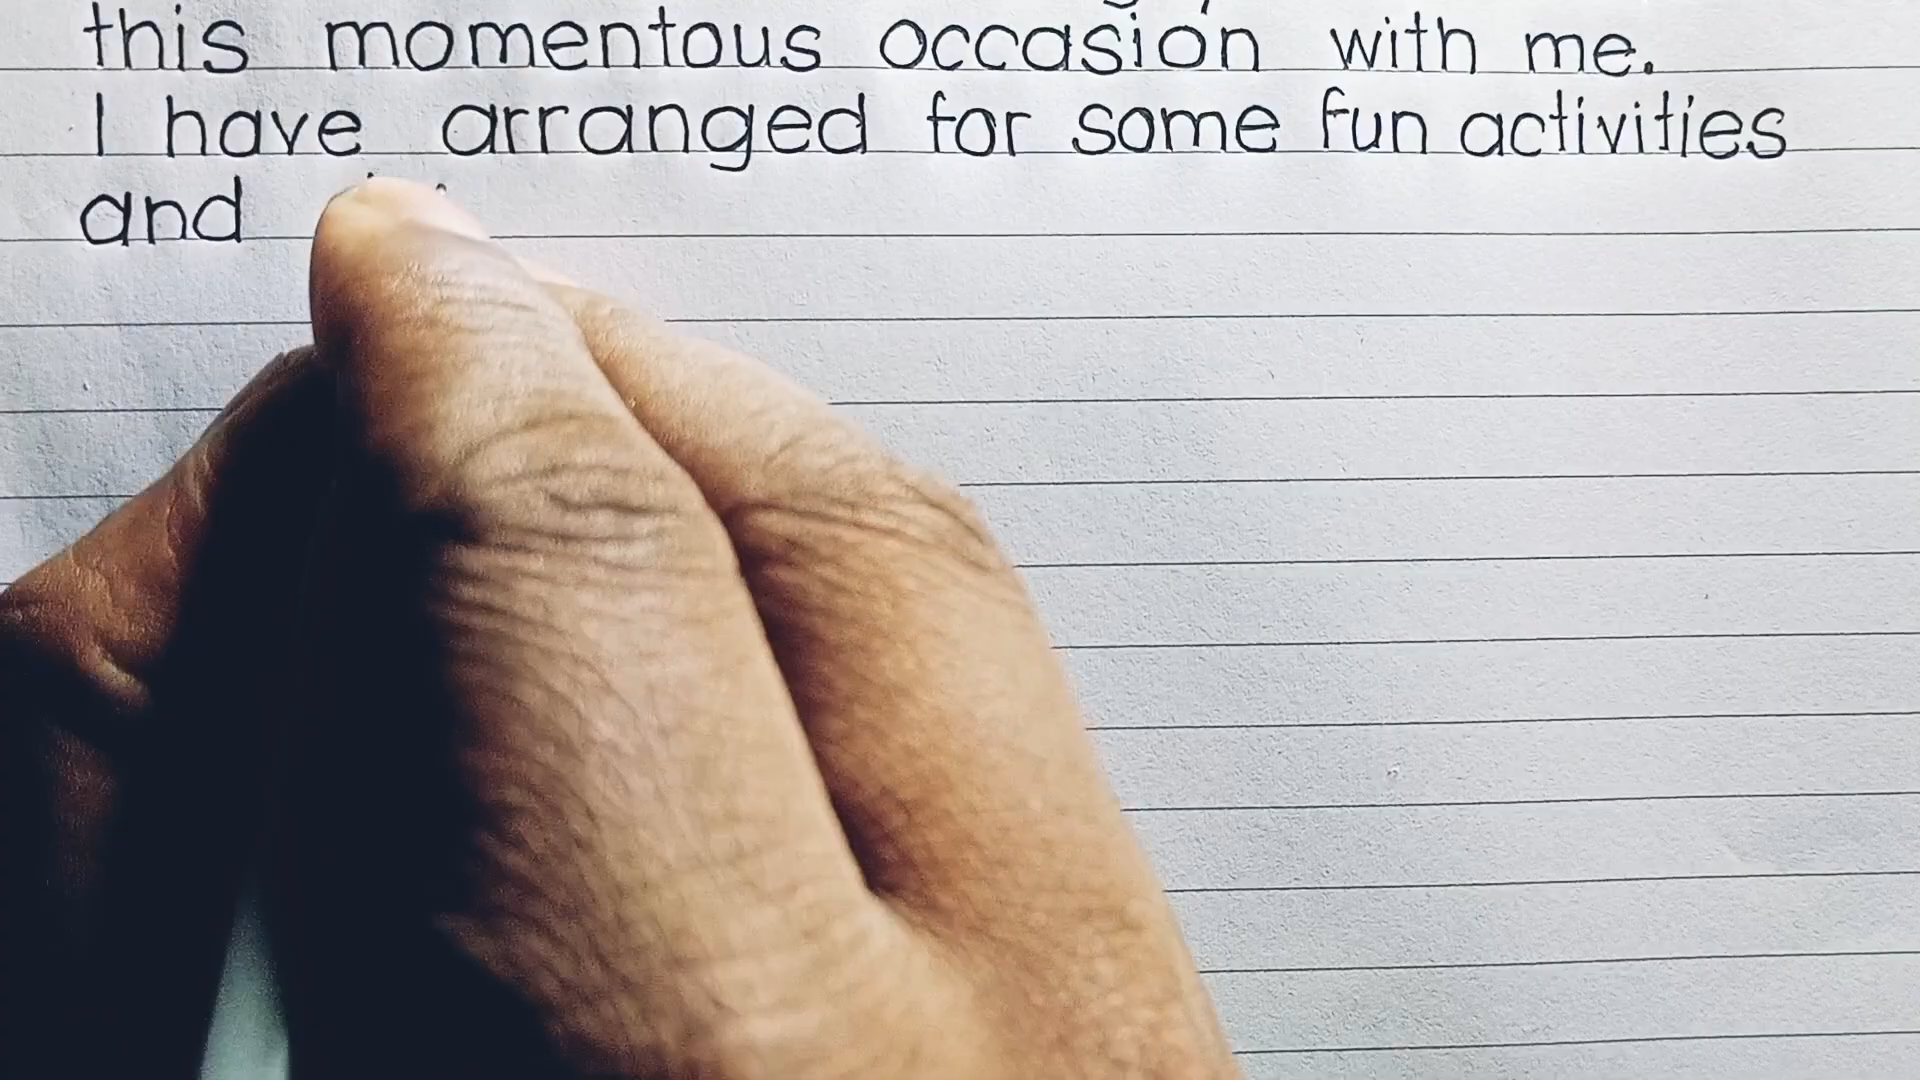 this momentous occasion with me.
I have arranged for some fun activities
and